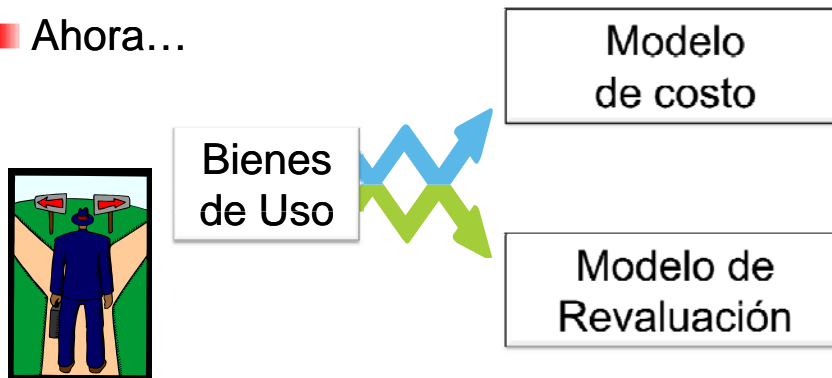 Ahora…
Modelo
de costo
Bienes
de Uso
Modelo de
Revaluación